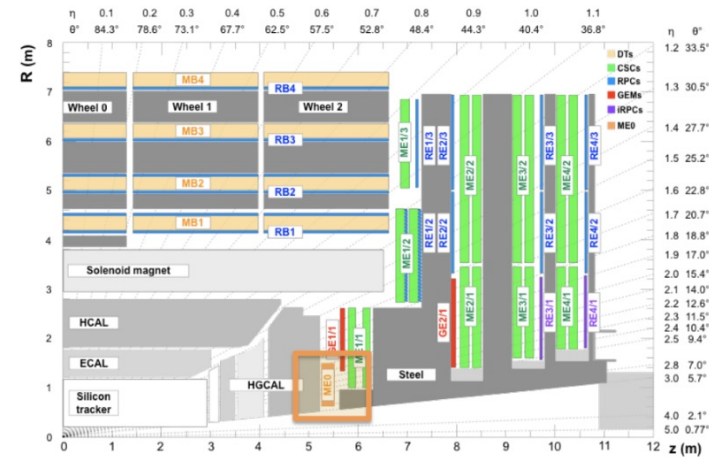 η 0.1 0.2 0.3 0.4 0.5 0.6 0.7 0.8 0.9 1.0 1.1
θ° 84.3° 78.6° 73.1° 67.7° 62.5° 57.5° 52.8° 48.4° 44.3° 40.4° 36.8° η θ°
R (m)
8
7
6
5
4
3
2
1
0
1.2 33.5°
1.3 30.5°
1.4 27.7°
1.5 25.2°
1.6 22.8°
1.7 20.7°
1.8 18.8°
1.9 17.0°
2.0 15.4°
2.1 14.0°
2.2 12.6°
2.3 11.5°
2.4 10.4°
2.5 9.4°
2.8 7.0°
3.0 5.7°
4.0 2.1°
5.0 0.77°
DTs
CSCs
RPCs
GEMs
iRPCs
ME0
MB4
RB4
Wheel 0 Wheel 1 Wheel 2
MB3
RB3
MB2
RB2
MB1
RB1
Solenoid magnet
HCAL
ECAL
Silicon
tracker
HGCAL
ME0
Steel
GE1/1
ME1/1
ME1/2
ME1/3
RE1/3
RE2/3
RE1/2
RE2/2
ME2/2
GE2/1
ME2/1
ME3/2
RE3/3
RE3/2
ME3/1
RE3/1
ME4/2
RE4/3
RE4/2
ME4/1
RE4/1
0 1 2 3 4 5 6 7 8 9 10 11 12
z (m)